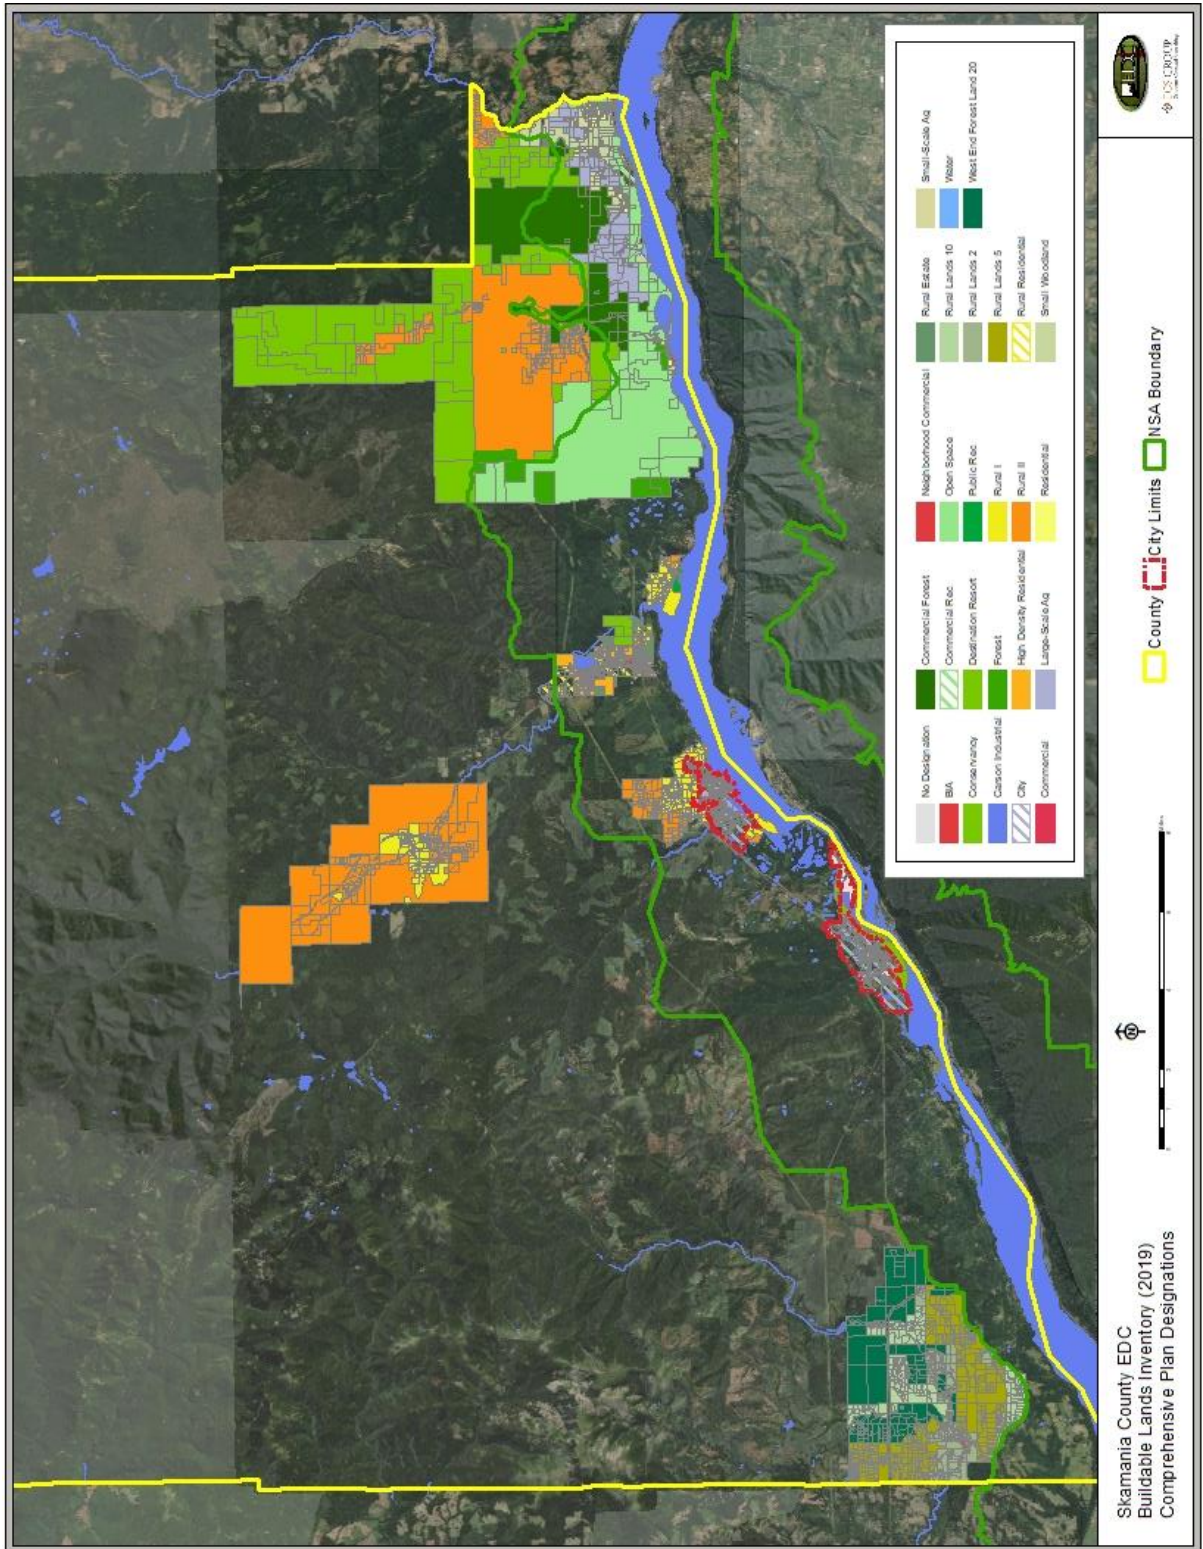 Skamania County EDC
Buildable Lands Inventory (2019)
Comprehensive Plan Designations
N
County
City Limits
NSA Boundary
No Designation
BIA
Conservancy
Carson Industrial
City
Commercial
Commercial Forest
Commercial Rec
Destination Resort
Forest
High Density Residential
Large-Scale Ag
Neighborhood Commercial
Open Space
Public Rec
Rural I
Rural II
Residential
Rural Estate
Rural Lands 10
Rural Lands 2
Rural Lands 5
Rural Residential
Small Woodland
Small-Scale Ag
Water
West End Forest Land 20
FCS GROUP